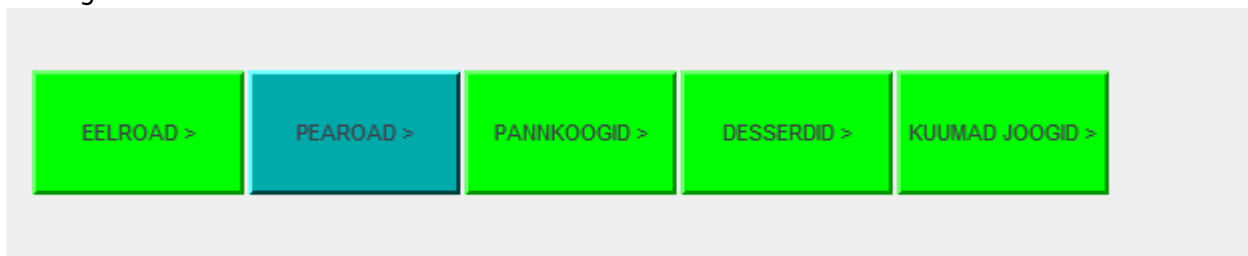 EELROAD >
PEAROAD >
PANNKOOGID >
DESSERDID >
KUUMAD JOOGID >